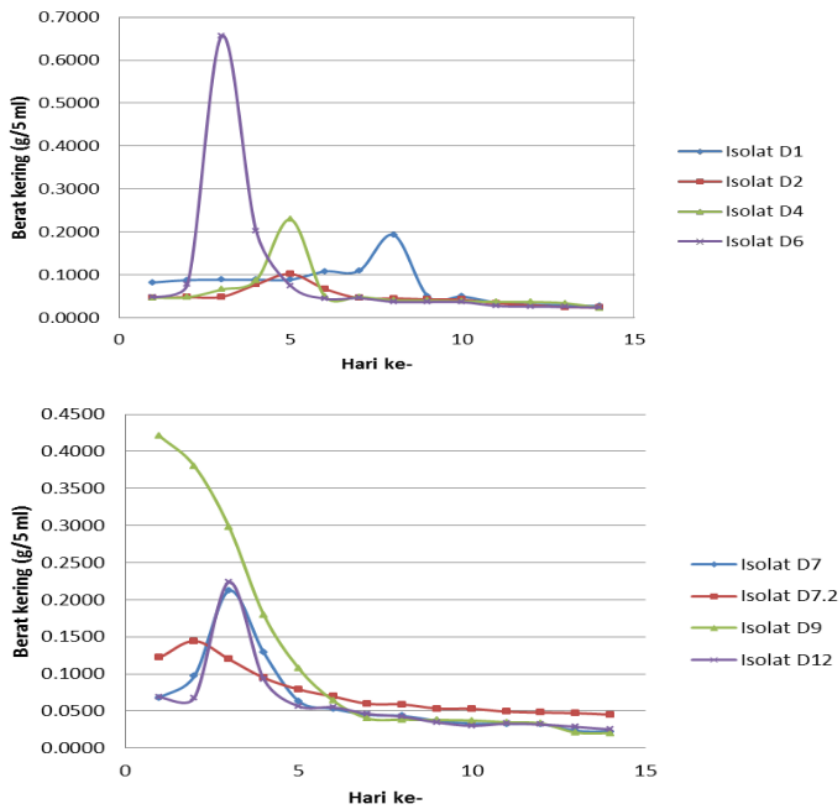 0.7000
0.6000
0.5000
0.4000
0.3000
0.2000
0.1000
0.0000
Berat kering (g/5 ml)
0 5 10 15
Hari ke-
Isolat D1
Isolat D2
Isolat D4
Isolat D6
0.4500
0.4000
0.3500
0.3000
0.2500
0.2000
0.1500
0.1000
0.0500
0.0000
Berat kering (g/5 ml)
0 5 10 15
Hari ke-
Isolat D7
Isolat D7.2
Isolat D9
Isolat D12